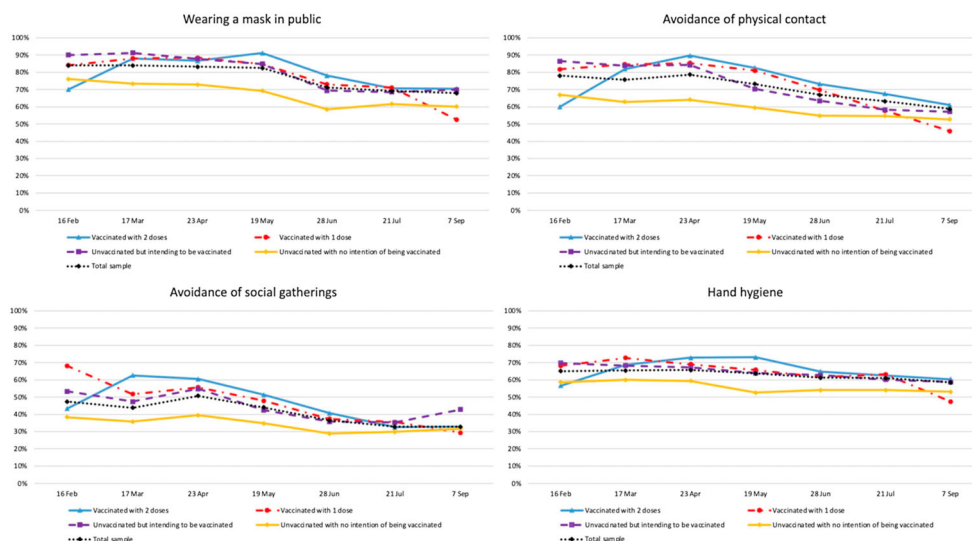 Wearing a mask in public
100%
90%
80%
70%
60%
50%
40%
30%
20%
10%
0%
16 Feb 17 Mar 23 Apr 19 May 28 Jun 21 Jul 7 Sep
Vaccinated with 2 doses Vaccinated with 1 dose
Unvaccinated but intending to be vaccinated Unvaccinated with no intention of being vaccinated
Total sample
Avoidance of physical contact
100%
90%
80%
70%
60%
50%
40%
30%
20%
10%
0%
16 Feb 17 Mar 23 Apr 19 May 28 Jun 21 Jul 7 Sep
Vaccinated with 2 doses Vaccinated with 1 dose
Unvaccinated but intending to be vaccinated Unvaccinated with no intention of being vaccinated
Total sample
Avoidance of social gatherings
100%
90%
80%
70%
60%
50%
40%
30%
20%
10%
0%
16 Feb 17 Mar 23 Apr 19 May 28 Jun 21 Jul 7 Sep
Vaccinated with 2 doses Vaccinated with 1 dose
Unvaccinated but intending to be vaccinated Unvaccinated with no intention of being vaccinated
Total sample
Hand hygiene
100%
90%
80%
70%
60%
50%
40%
30%
20%
10%
0%
16 Feb 17 Mar 23 Apr 19 May 28 Jun 21 Jul 7 Sep
Vaccinated with 2 doses Vaccinated with 1 dose
Unvaccinated but intending to be vaccinated Unvaccinated with no intention of being vaccinated
Total sample